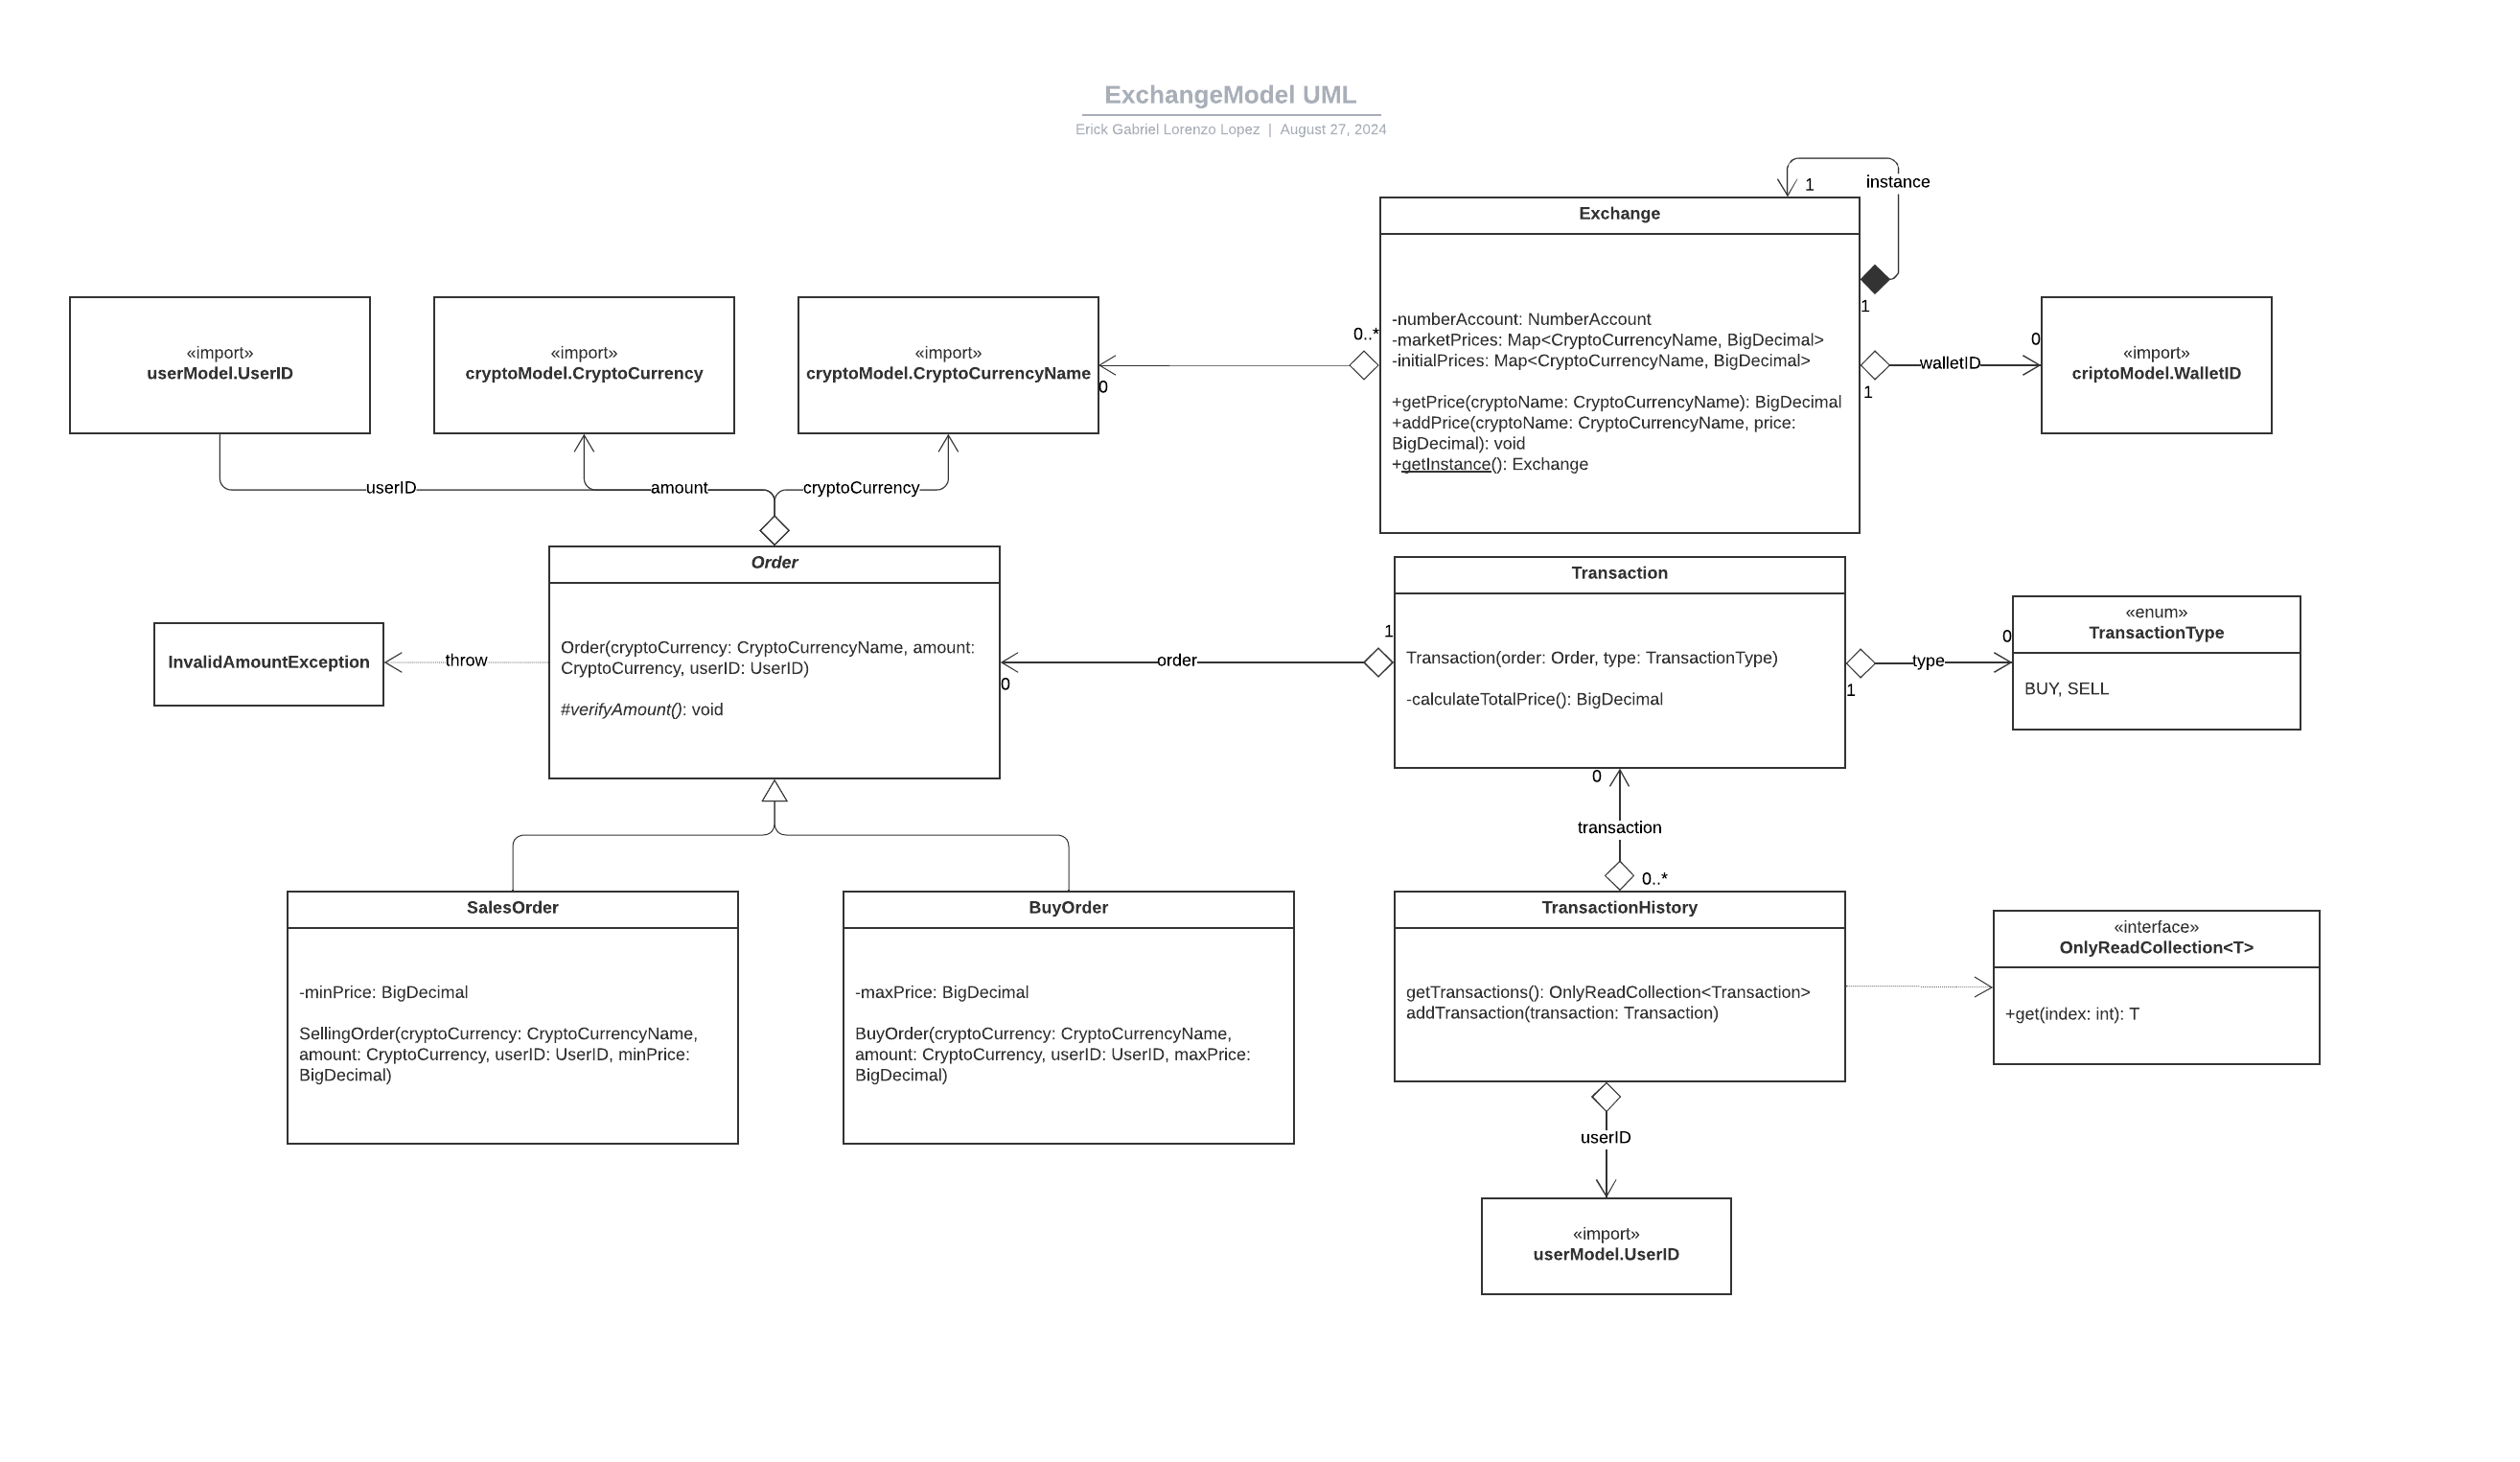 ExchangeModel UML
Erick Gabriel Lorenzo Lopez | August 27, 2024
instance
1
Exchange
1
-numberAccount: NumberAccount
-marketPrices: Map<CryptoCurrencyName, BigDecimal>
-initialPrices: Map<CryptoCurrencyName, BigDecimal>
+getPrice(cryptoName: CryptoCurrencyName): BigDecimal
+addPrice(cryptoName: CryptoCurrencyName, price:
BigDecimal): void
+getInstance(): Exchange
«import»
userModel.UserID
«import»
cryptoModel.CryptoCurrency
«import»
cryptoModel.CryptoCurrencyName
0..*
0
walletID
0
1
«import»
criptoModel.WalletID
userID
amount
cryptoCurrency
Order
Order(cryptoCurrency: CryptoCurrencyName, amount:
CryptoCurrency, userID: UserID)
#verifyAmount(): void
InvalidAmountException
throw
order
1
0
Transaction
Transaction(order: Order, type: TransactionType)
-calculateTotalPrice(): BigDecimal
type
0
1
«enum»
TransactionType
BUY, SELL
0
transaction
0..*
SalesOrder
-minPrice: BigDecimal
SellingOrder(cryptoCurrency: CryptoCurrencyName,
amount: CryptoCurrency, userID: UserID, minPrice:
BigDecimal)
BuyOrder
-maxPrice: BigDecimal
BuyOrder(cryptoCurrency: CryptoCurrencyName,
amount: CryptoCurrency, userID: UserID, maxPrice:
BigDecimal)
TransactionHistory
getTransactions(): OnlyReadCollection<Transaction>
addTransaction(transaction: Transaction)
«interface»
OnlyReadCollection<T>
+get(index: int): T
userID
«import»
userModel.UserID